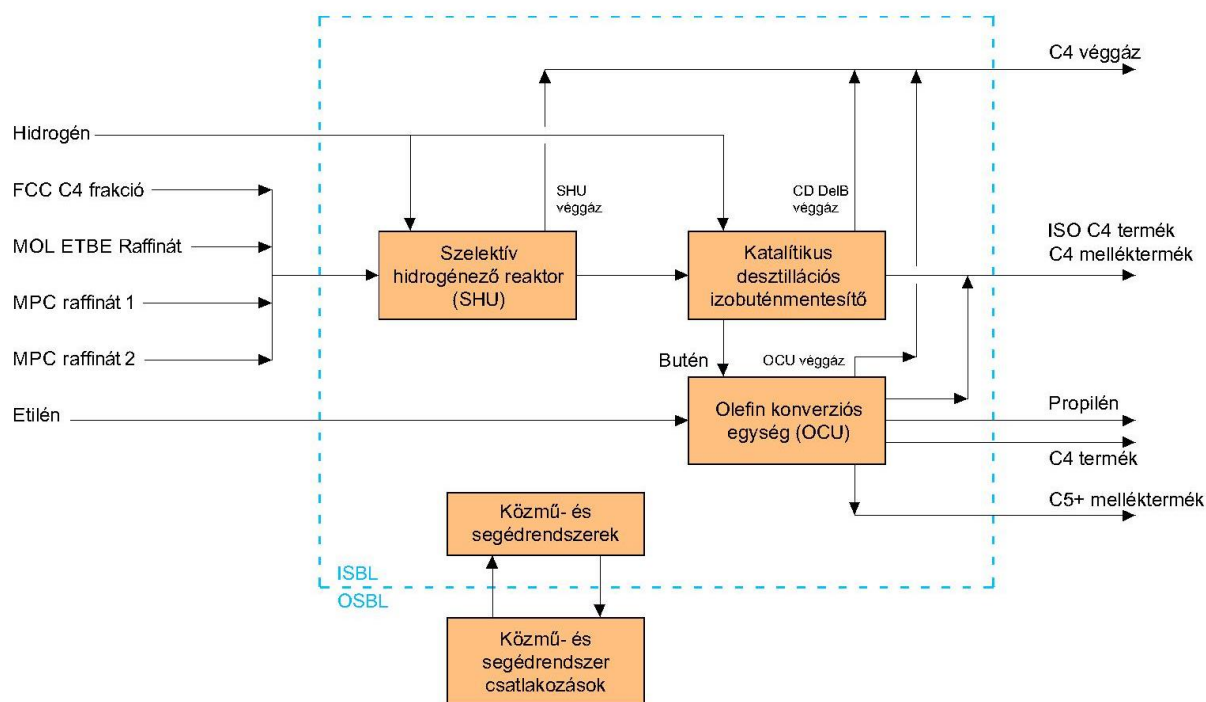 C4 véggáz
Hidrogén
FCC C4 frakció
SHU
véggáz
CD DelB
véggáz
MOL ETBE Raffinát
ISO C4 termék
C4 melléktermék
Szelektív
hidrogénező reaktor
(SHU)
Katalítikus
desztillációs
izobuténmentesítő
MPC raffinát 1
MPC raffinát 2
Butén
OCU véggáz
Etilén
Olefin konverziós
egység (OCU)
Propilén
C4 termék
C5+ melléktermék
Közmű- és
segédrendszerek
ISBL
OSBL
Közmű- és
segédrendszer
csatlakozások